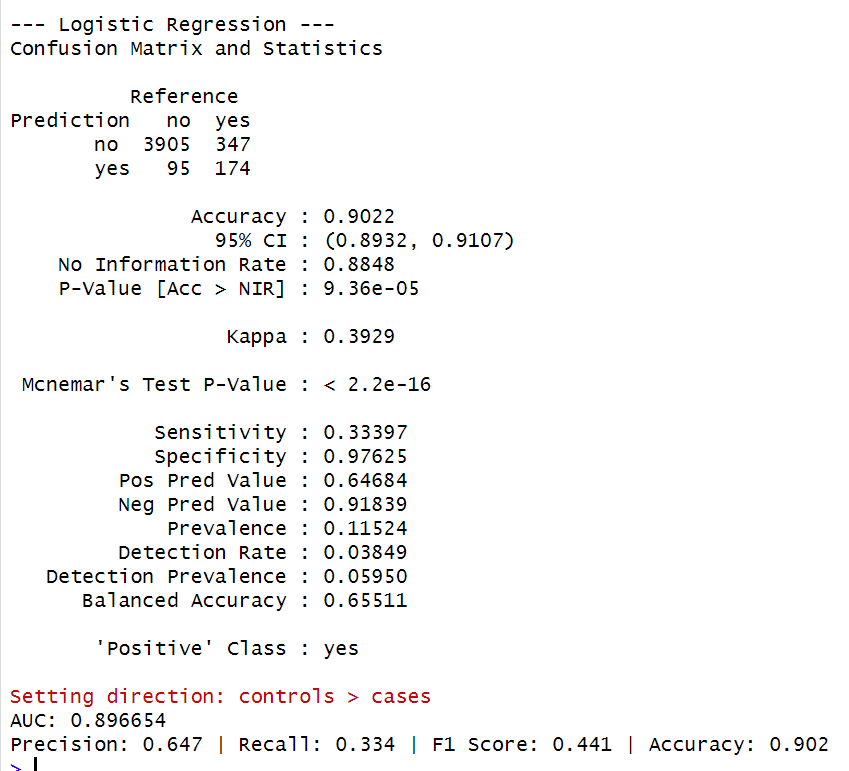 --- Logistic Regression ---
Confusion Matrix and Statistics
Reference
Prediction no yes
no 3905 347
yes 95 174
Accuracy : 0.9022
95% CI : (0.8932, 0.9107)
No Information Rate : 0.8848
P-Value [Acc > NIR] : 9.36e-05
Kappa : 0.3929
Mcnemar's Test P-Value : < 2.2e-16
Sensitivity : 0.33397
Specificity : 0.97625
Pos Pred Value : 0.64684
Neg Pred Value : 0.91839
Prevalence : 0.11524
Detection Rate : 0.03849
Detection Prevalence : 0.05950
Balanced Accuracy : 0.65511
'Positive' Class : yes
Setting direction: controls > cases
AUC: 0.896654
Precision: 0.647 | Recall: 0.334 | F1 Score: 0.441 | Accuracy: 0.902
>